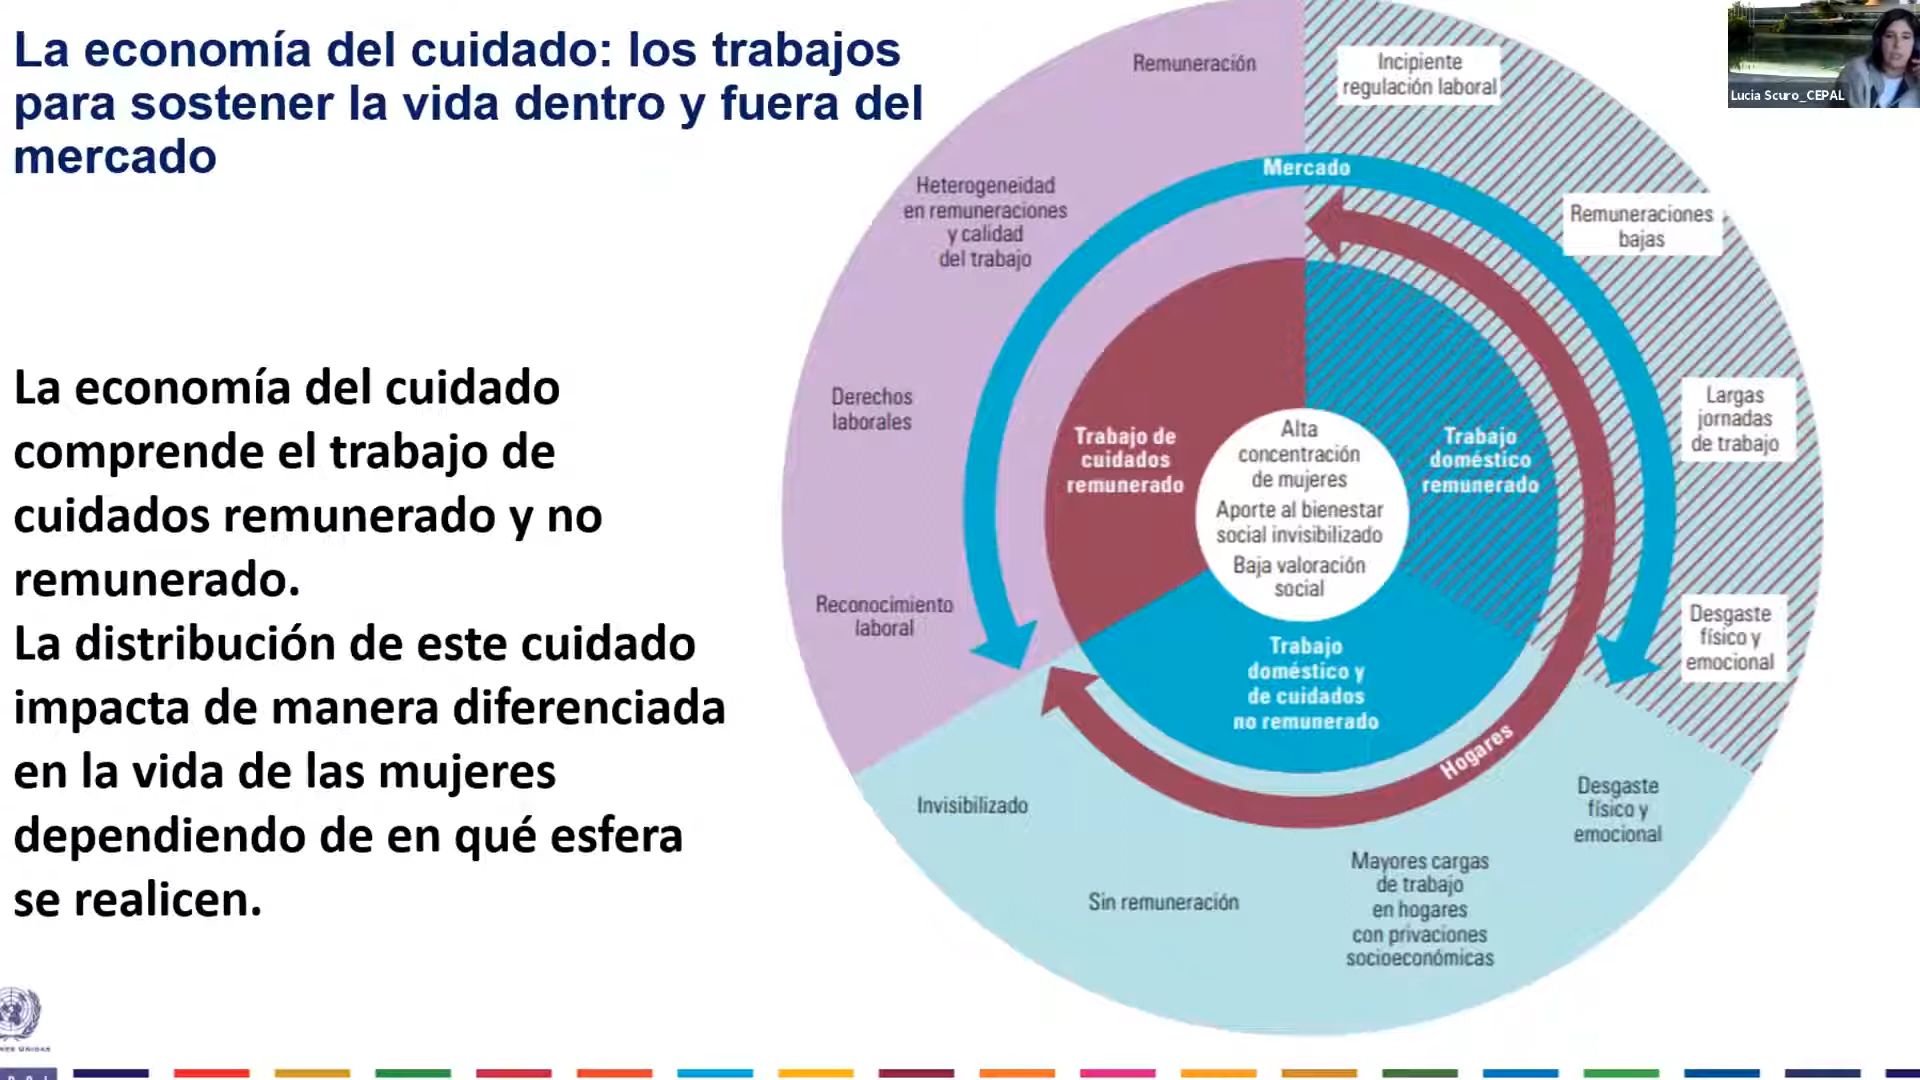 La economía del cuidado: los trabajos
para sostener la vida dentro y fuera del
mercado
La economía del cuidado
comprende el trabajo de
cuidados remunerado y no
remunerado.
La distribución de este cuidado
impacta de manera diferenciada
en la vida de las mujeres
dependiendo de en qué esfera
se realicen.
Remuneración
Heterogeneidad
en remuneraciones
y calidad
del trabajo
Derechos
laborales
Reconocimiento
laboral
Incipiente
regulación laboral
Remuneraciones
bajas
Largas
jornadas
de trabajo
Desgaste
físico y
emocional
Mercado
Trabajo de
cuidados
remunerado
Trabajo
doméstico
remunerado
Alta
concentración
de mujeres
Aporte al bienestar
social invisibilizado
Baja valoración
social
Trabajo
doméstico y
de cuidados
no remunerado
Hogares
Invisibilizado
Sin remuneración
Mayores cargas
de trabajo
en hogares
con privaciones
socioeconómicas
Desgaste
físico y
emocional
Lucia Scuro_CEPAL
UNIDAS